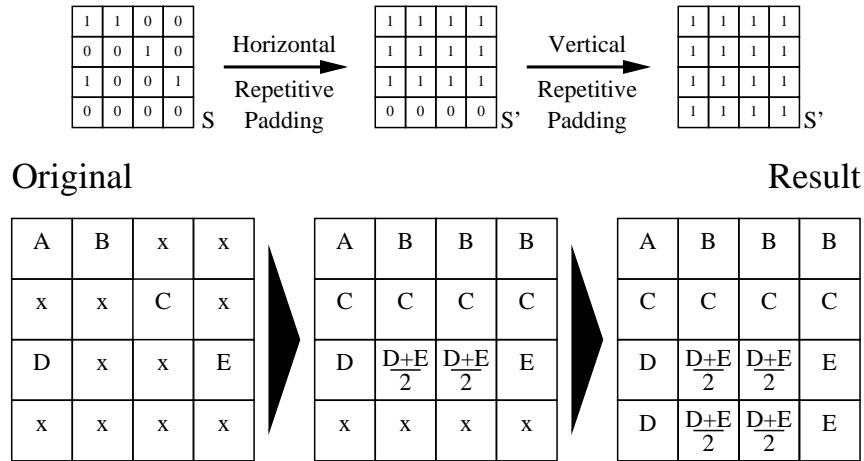 1 1 0 0 1 1 1 1 1 1 1 1
0 0 1 0 Horizontal 1 1 1 1 Vertical 1 1 1 1
1 0 0 1 Repetitive 1 1 1 1 Repetitive 1 1 1 1
0 0 0 0 S Padding 0 0 0 0 S' Padding 1 1 1 1 S'
Original Result
A B x x A B B B A B B B
x x C x C C C C C C C C
D x x E D D+E/2 D+E/2 E D D+E/2 D+E/2 E
x x x x x x x x D D+E/2 D+E/2 E